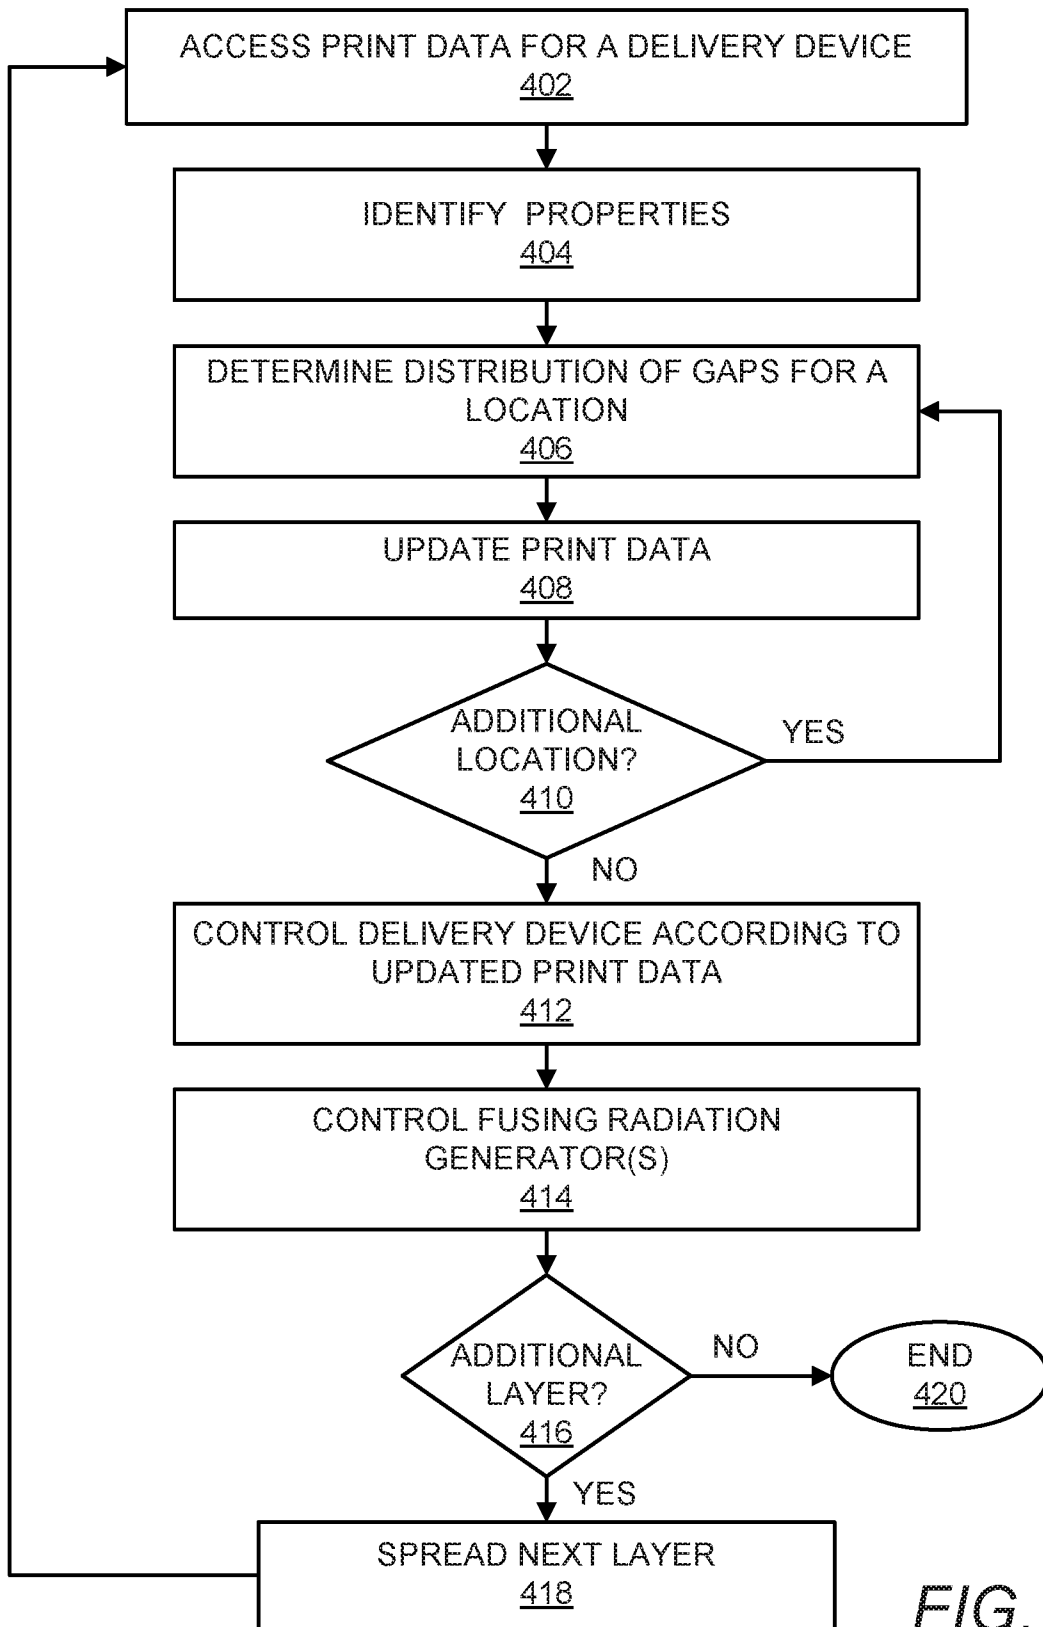 ACCESS PRINT DATA FOR A DELIVERY DEVICE
402
IDENTIFY PROPERTIES
404
DETERMINE DISTRIBUTION OF GAPS FOR A
LOCATION
406
UPDATE PRINT DATA
408
ADDITIONAL
LOCATION?
410
YES
NO
CONTROL DELIVERY DEVICE ACCORDING TO
UPDATED PRINT DATA
412
CONTROL FUSING RADIATION
GENERATOR(S)
414
ADDITIONAL
LAYER?
416
NO
END
420
YES
SPREAD NEXT LAYER
418
FIG.